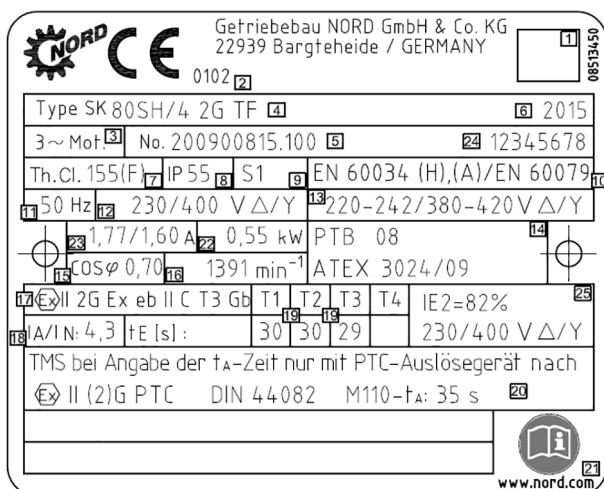 NORD CE Getriebebau NORD GmbH & Co. KG 1
22939 Bargteheide / GERMANY
08513450
0102 2
Type SK 80SH/4 2G TF 4 6 2015
3~ Mot. 3 No. 200900815.100 5 24 12345678
Th.Cl. 155(F) 7 IP 55 8 S1 9 EN 60034 (H),(A)/EN 60079 10
11 50 Hz 12 230/400 V Δ/Y 13 220-242/380-420 V Δ/Y
23 1,77/1,60 A 22 0,55 kW PTB 08 14
15 COSφ 0,70 16 1391 min⁻¹ ATEX 3024/09
17 Ex II 2G Ex eb II C T3 Gb T1 T2 T3 T4 IE2=82% 25
19 19
18 IA/IN: 4,3 tE [s] : 30 30 29 230/400 V Δ/Y
TMS bei Angabe der tA-Zeit nur mit PTC-Auslösegerät nach
Ex II (2)G PTC DIN 44082 M110-tA: 35 s 20
21
www.nord.com